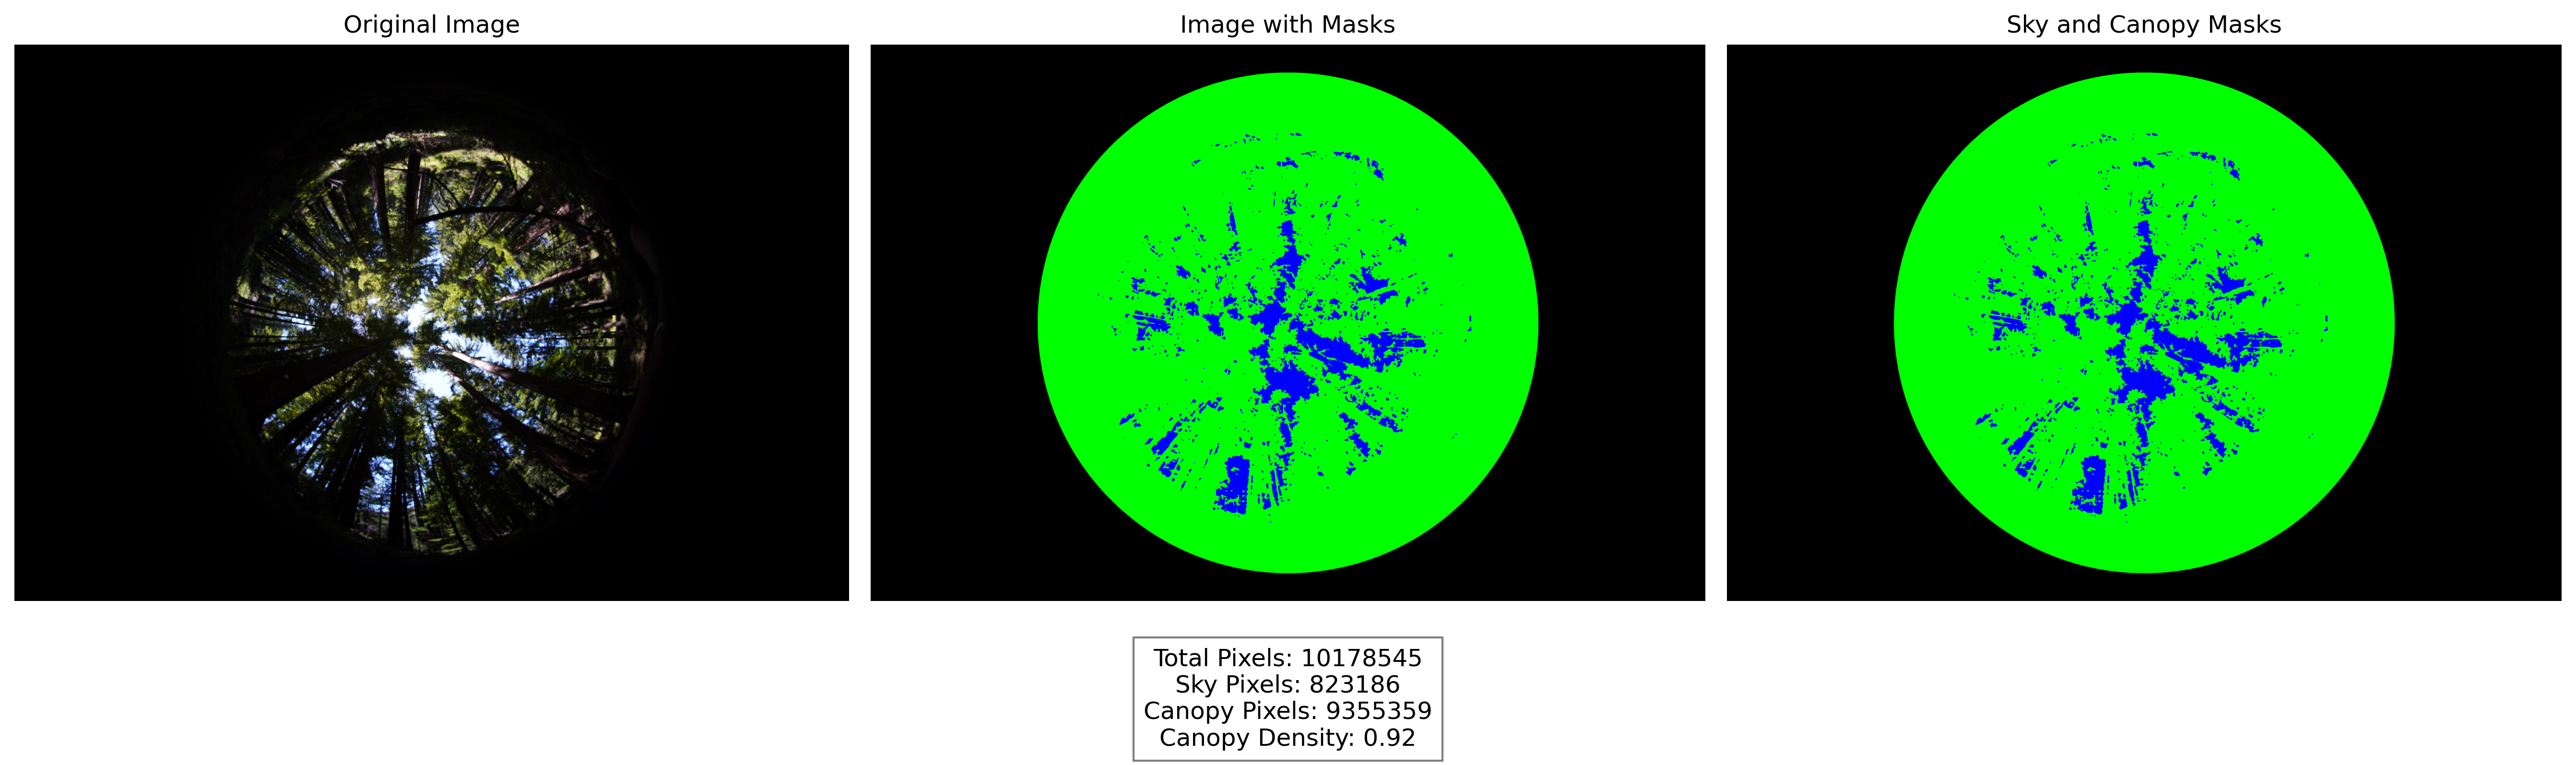 Original Image
Image with Masks
Sky and Canopy Masks
Total Pixels: 10178545
Sky Pixels: 823186
Canopy Pixels: 9355359
Canopy Density: 0.92